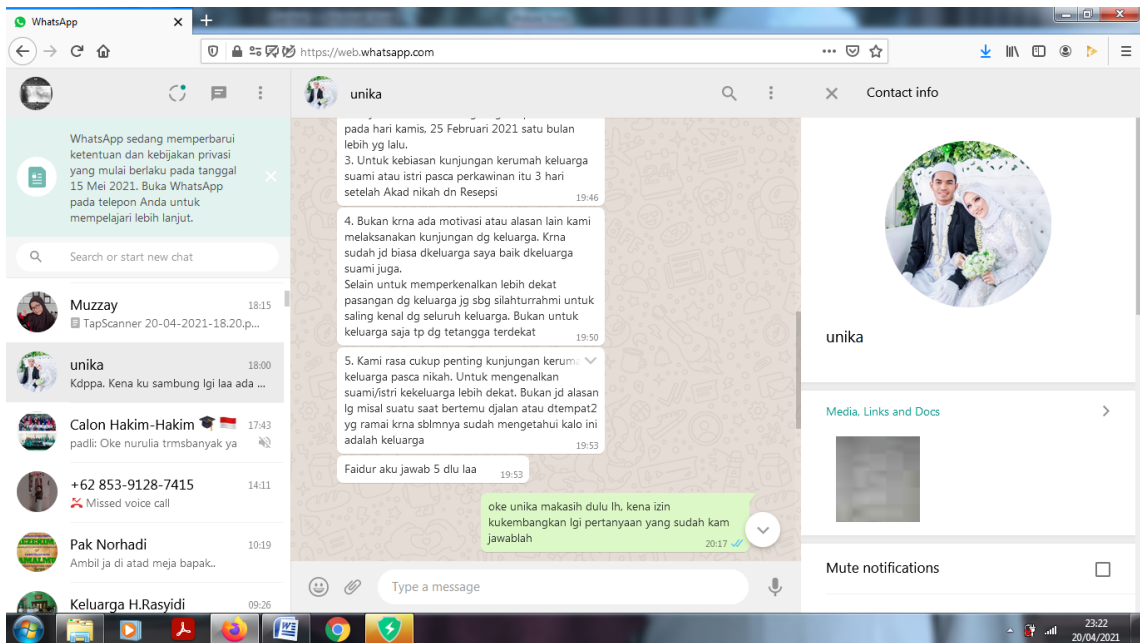 WhatsApp
https://web.whatsapp.com
WhatsApp sedang memperbarui
ketentuan dan kebijakan privasi
yang mulai berlaku pada tanggal
15 Mei 2021. Buka WhatsApp
pada telepon Anda untuk
mempelajari lebih lanjut.
Search or start new chat
Muzzay 18:15
TapScanner 20-04-2021-18.20.p...
unika 18:00
Kdppa. Kena ku sambung lgi laa ada ...
Calon Hakim-Hakim 17:43
padli: Oke nurulia trmsbanyak ya
+62 853-9128-7415 14:11
Missed voice call
Pak Norhadi 10:19
Ambil ja di atad meja bapak..
Keluarga H.Rasyidi 09:26
unika
pada hari kamis, 25 Februari 2021 satu bulan
lebih yg lalu.
3. Untuk kebiasan kunjungan kerumah keluarga
suami atau istri pasca perkawinan itu 3 hari
setelah Akad nikah dn Resepsi
19:46
4. Bukan krna ada motivasi atau alasan lain kami
melaksanakan kunjungan dg keluarga. Krna
sudah jd biasa dkeluarga saya baik dkeluarga
suami juga.
Selain untuk memperkenalkan lebih dekat
pasangan dg keluarga jg sbg silahturrahmi untuk
saling kenal dg seluruh keluarga. Bukan untuk
keluarga saja tp dg tetangga terdekat
19:50
5. Kami rasa cukup penting kunjungan keruma
keluarga pasca nikah. Untuk mengenalkan
suami/istri kekeluarga lebih dekat. Bukan jd alasan
lg misal suatu saat bertemu djalan atau dtempat2
yg ramai krna sblmnya sudah mengetahui kalo ini
adalah keluarga
19:53
Faidur aku jawab 5 dlu laa 19:53
oke unika makasih dulu lh, kena izin
kukembangkan lgi pertanyaan yang sudah kam
jawablah
20:17
Type a message
Contact info
unika
Media, Links and Docs
Mute notifications
23:22
20/04/2021